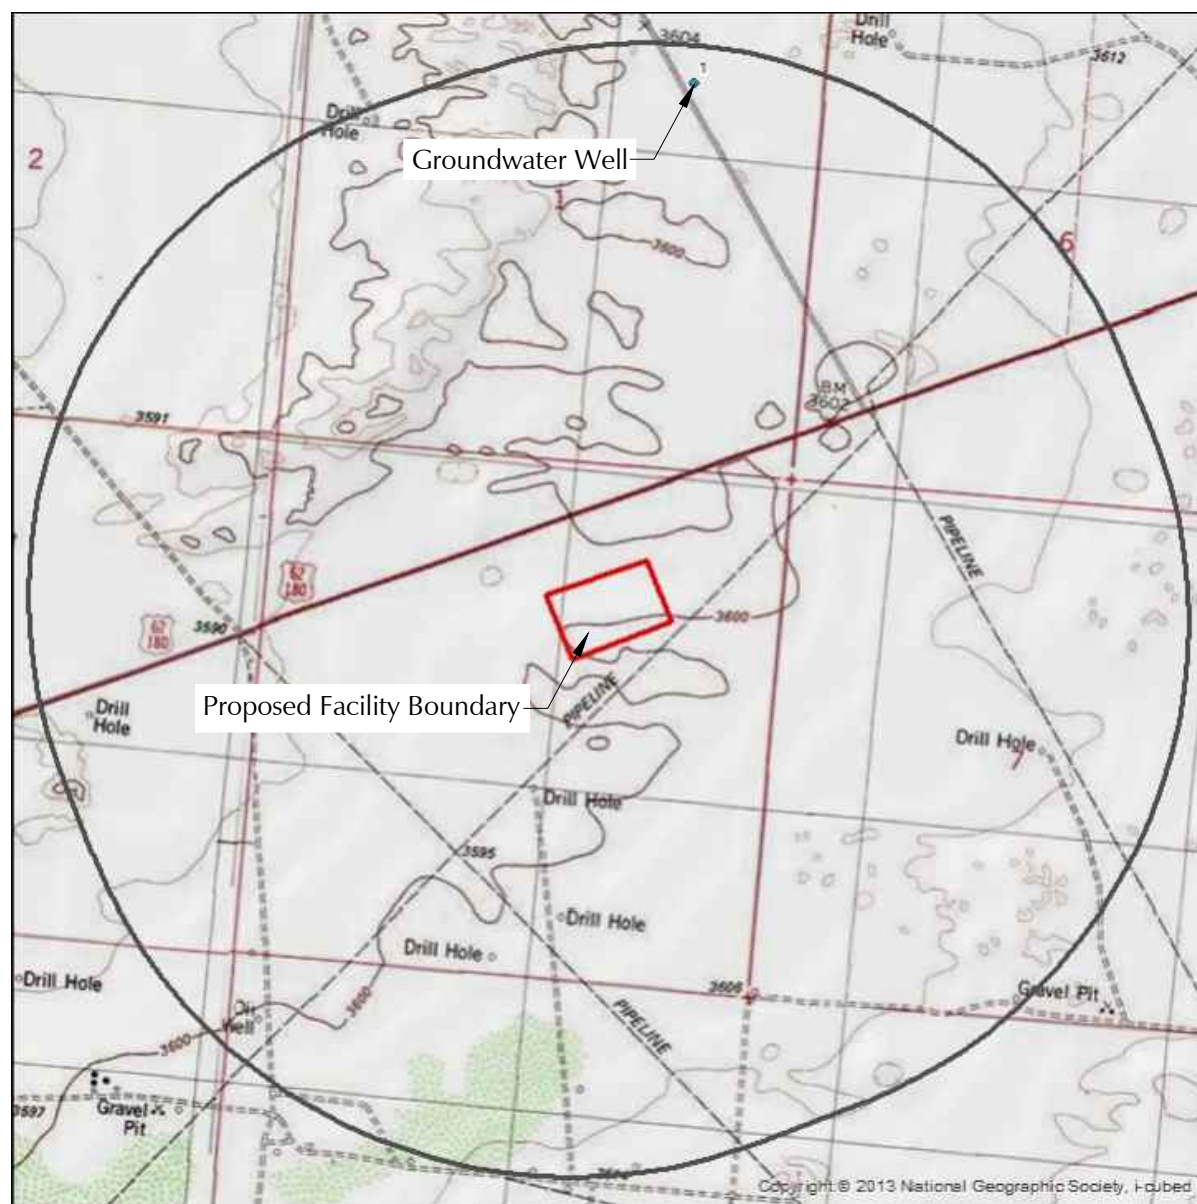 Drill
Hole
3604
3612
1
Drill
Hole
Groundwater Well
2
1
6
3600
BM
3602
3591
PIPELINE
62
180
62
180
3590
3600
Proposed Facility Boundary
PIPELINE
Drill
Hole
Drill Hole
7
Drill Hole
3595
Drill Hole
Drill Hole
Drill Hole
3606
Gravel Pit
Oil
Well
3600
3600
PIPELINE
3597
Gravel
Pit
Copyright © 2013 National Geographic Society, i-cubed